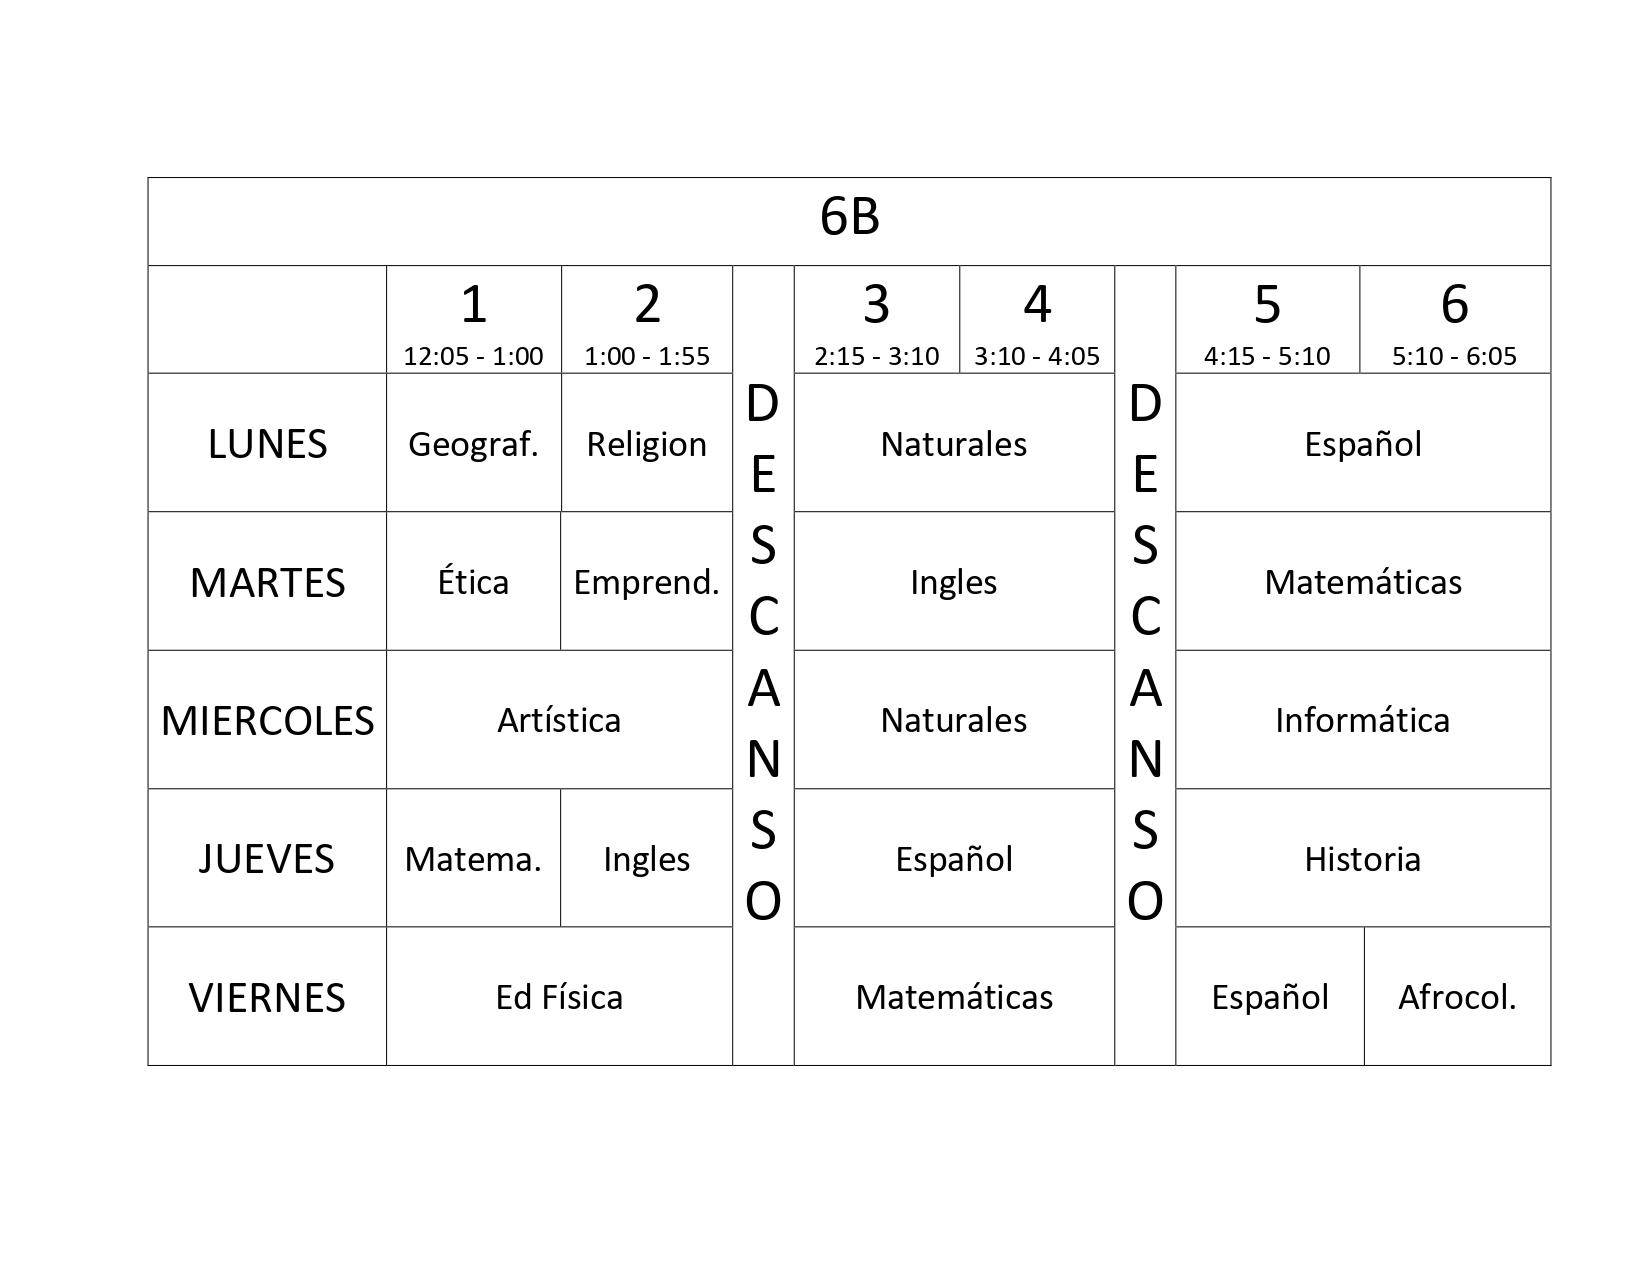 6B
1 2 3 4 5 6
12:05 - 1:00 1:00 - 1:55 2:15 - 3:10 3:10 - 4:05 4:15 - 5:10 5:10 - 6:05
DESCANSO
DESCANSO
LUNES Geograf. Religion Naturales Español
MARTES Ética Emprend. Ingles Matemáticas
MIERCOLES Artística Naturales Informática
JUEVES Matema. Ingles Español Historia
VIERNES Ed Física Matemáticas Español Afrocol.